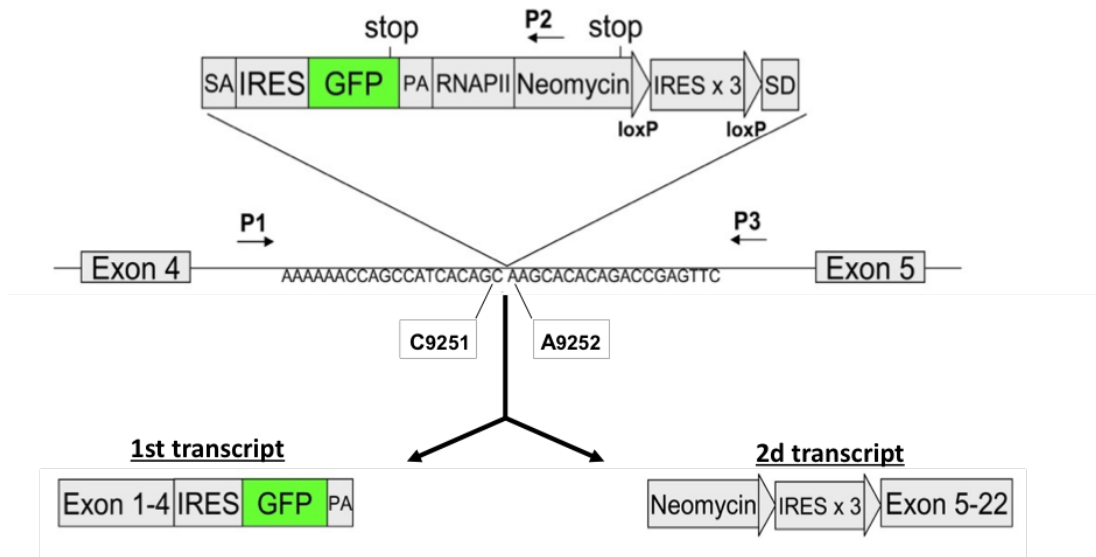 stop P2 stop
SA IRES GFP PA RNAPII Neomycin IRES x 3 SD
loxP loxP
P1 P3
Exon 4 Exon 5
AAAAAACCAGCCATCACAGC AAGCACACAGACCGAGTTC
C9251 A9252
1st transcript 2d transcript
Exon 1-4 IRES GFP PA Neomycin IRES x 3 Exon 5-22